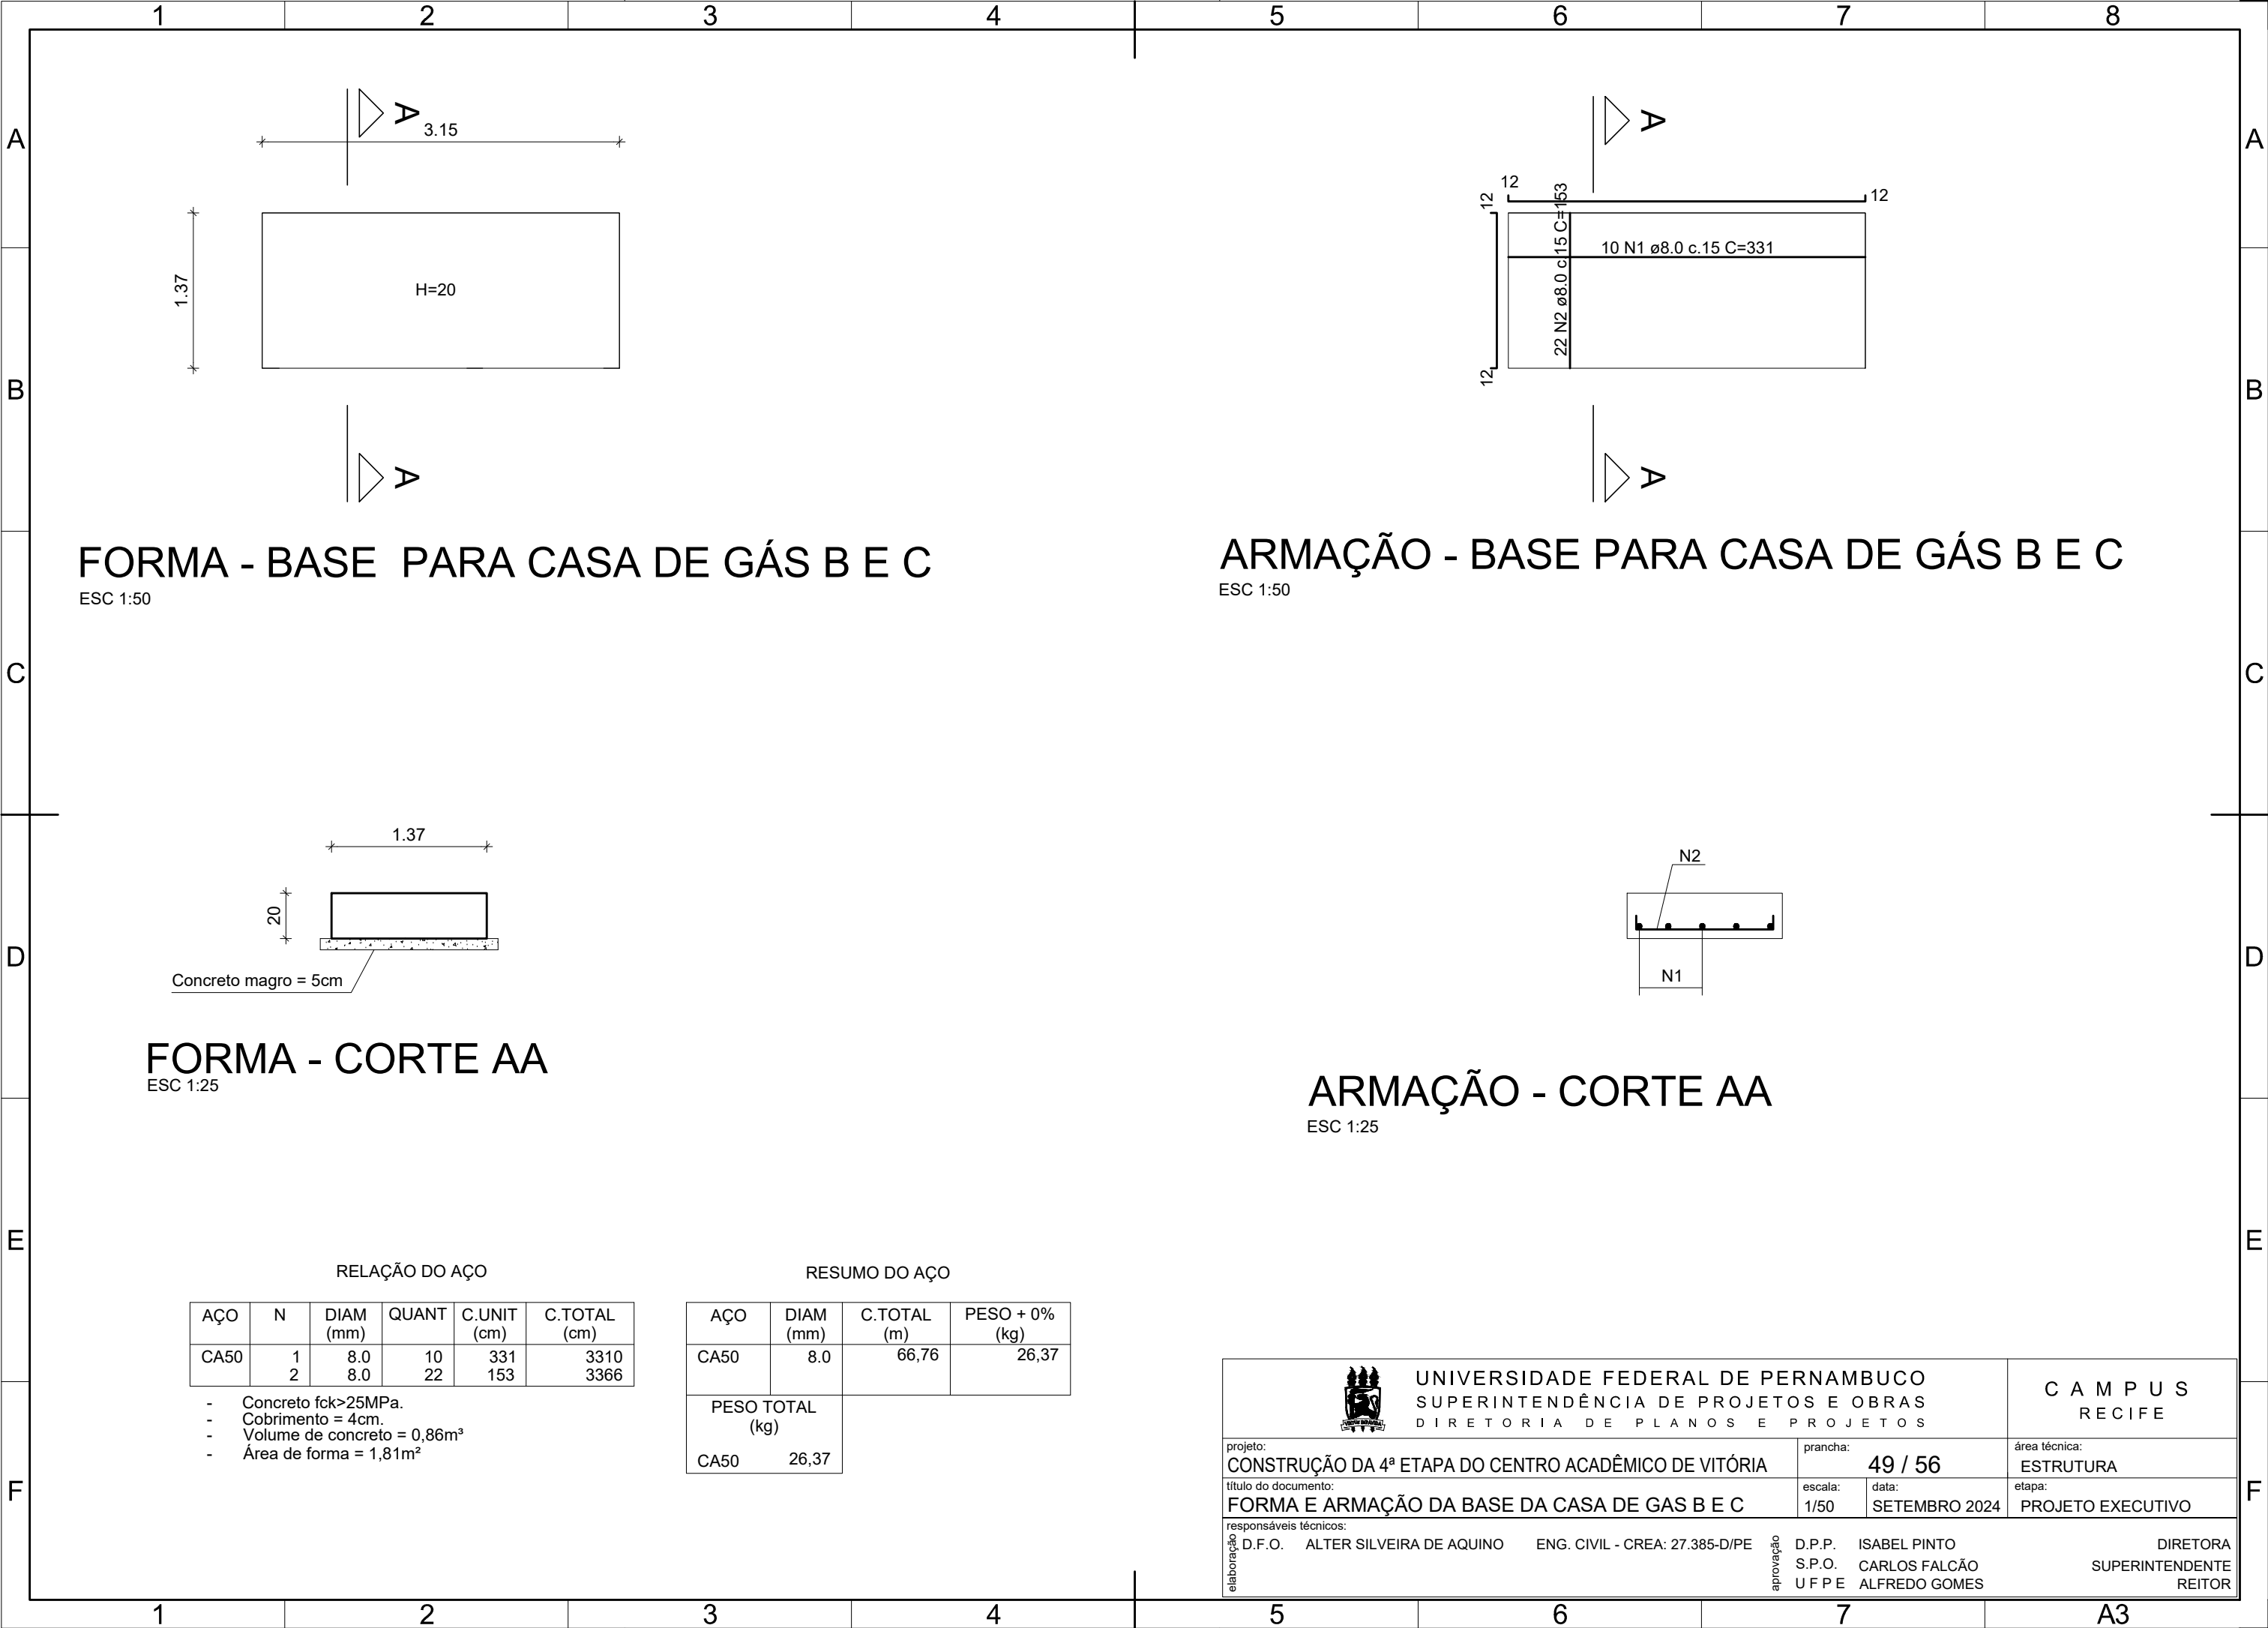 1 2 3 4 5 6 7 8
A A
B B
C C
D D
E E
F F
A
3.15
1.37
H=20
A
FORMA - BASE PARA CASA DE GÁS B E C
ESC 1:50
A
12
12
12
12
10 N1 ø8.0 c.15 C=331
22 N2 ø8.0 c.15 C=153
A
ARMAÇÃO - BASE PARA CASA DE GÁS B E C
ESC 1:50
1.37
20
Concreto magro = 5cm
FORMA - CORTE AA
ESC 1:25
N2
N1
ARMAÇÃO - CORTE AA
ESC 1:25
RELAÇÃO DO AÇO
AÇO N DIAM QUANT C.UNIT C.TOTAL
(mm) (cm) (cm)
CA50 1 8.0 10 331 3310
2 8.0 22 153 3366
- Concreto fck>25MPa.
- Cobrimento = 4cm.
- Volume de concreto = 0,86m³
- Área de forma = 1,81m²
RESUMO DO AÇO
AÇO DIAM C.TOTAL PESO + 0%
(mm) (m) (kg)
CA50 8.0 66,76 26,37
PESO TOTAL
(kg)
CA50 26,37
UNIVERSIDADE FEDERAL DE PERNAMBUCO
SUPERINTENDÊNCIA DE PROJETOS E OBRAS
DIRETORIA DE PLANOS E PROJETOS
CAMPUS
RECIFE
projeto:
CONSTRUÇÃO DA 4ª ETAPA DO CENTRO ACADÊMICO DE VITÓRIA
prancha:
49 / 56
área técnica:
ESTRUTURA
título do documento:
FORMA E ARMAÇÃO DA BASE DA CASA DE GAS B E C
escala:
1/50
data:
SETEMBRO 2024
etapa:
PROJETO EXECUTIVO
responsáveis técnicos:
elaboração
D.F.O. ALTER SILVEIRA DE AQUINO ENG. CIVIL - CREA: 27.385-D/PE
aprovação
D.P.P. ISABEL PINTO DIRETORA
S.P.O. CARLOS FALCÃO SUPERINTENDENTE
UFPE ALFREDO GOMES REITOR
1 2 3 4 5 6 7 A3